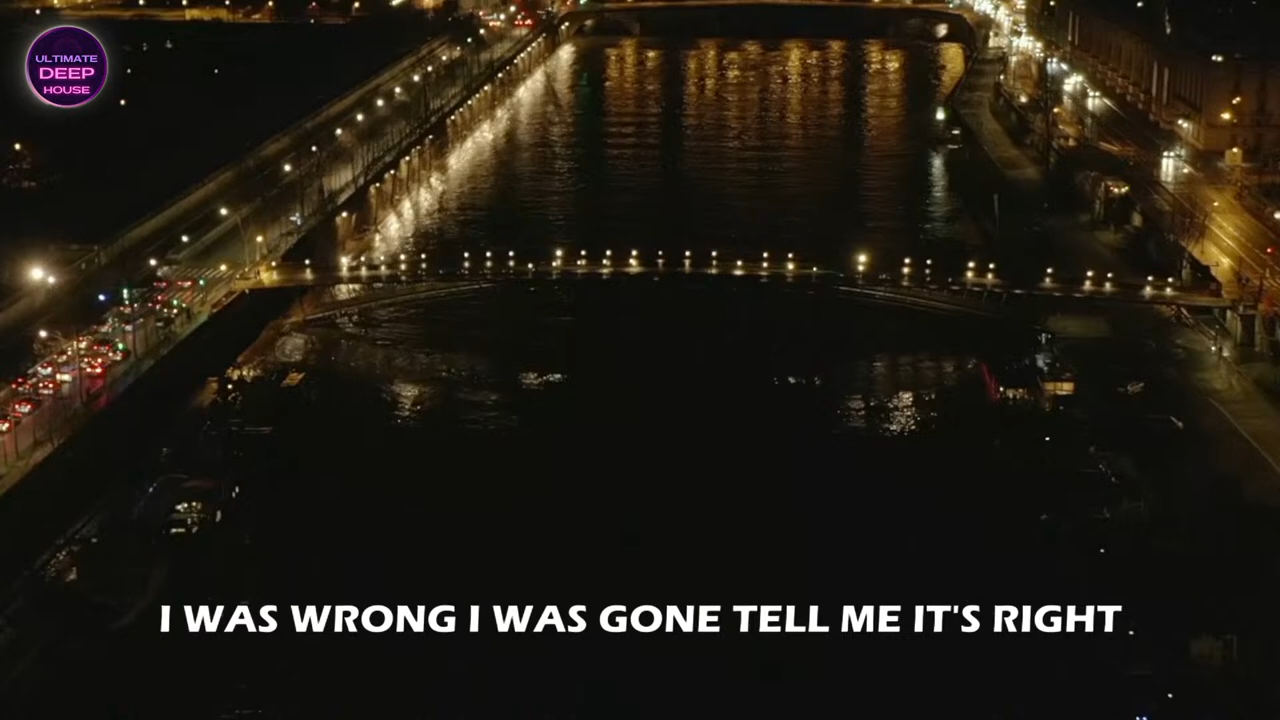 ULTIMATE
DEEP
HOUSE
I WAS WRONG I WAS GONE TELL ME IT'S RIGHT